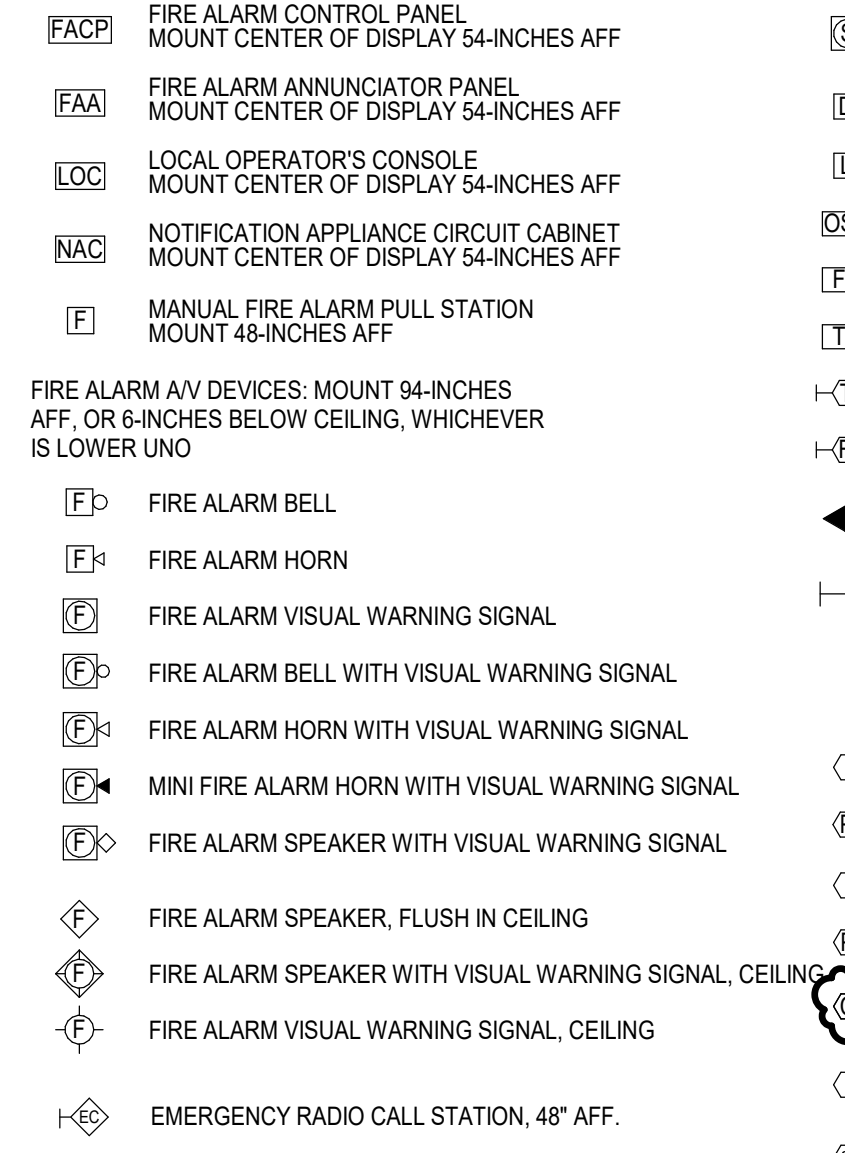 FACP FIRE ALARM CONTROL PANEL
MOUNT CENTER OF DISPLAY 54-INCHES AFF
FAA FIRE ALARM ANNUNCIATOR PANEL
MOUNT CENTER OF DISPLAY 54-INCHES AFF
LOC LOCAL OPERATOR'S CONSOLE
MOUNT CENTER OF DISPLAY 54-INCHES AFF
NAC NOTIFICATION APPLIANCE CIRCUIT CABINET
MOUNT CENTER OF DISPLAY 54-INCHES AFF
F MANUAL FIRE ALARM PULL STATION
MOUNT 48-INCHES AFF
FIRE ALARM A/V DEVICES: MOUNT 94-INCHES
AFF, OR 6-INCHES BELOW CEILING, WHICHEVER
IS LOWER UNO
F FIRE ALARM BELL
F FIRE ALARM HORN
F FIRE ALARM VISUAL WARNING SIGNAL
F FIRE ALARM BELL WITH VISUAL WARNING SIGNAL
F FIRE ALARM HORN WITH VISUAL WARNING SIGNAL
F MINI FIRE ALARM HORN WITH VISUAL WARNING SIGNAL
F FIRE ALARM SPEAKER WITH VISUAL WARNING SIGNAL
F FIRE ALARM SPEAKER, FLUSH IN CEILING
F FIRE ALARM SPEAKER WITH VISUAL WARNING SIGNAL, CEILING
F FIRE ALARM VISUAL WARNING SIGNAL, CEILING
EC EMERGENCY RADIO CALL STATION, 48" AFF.